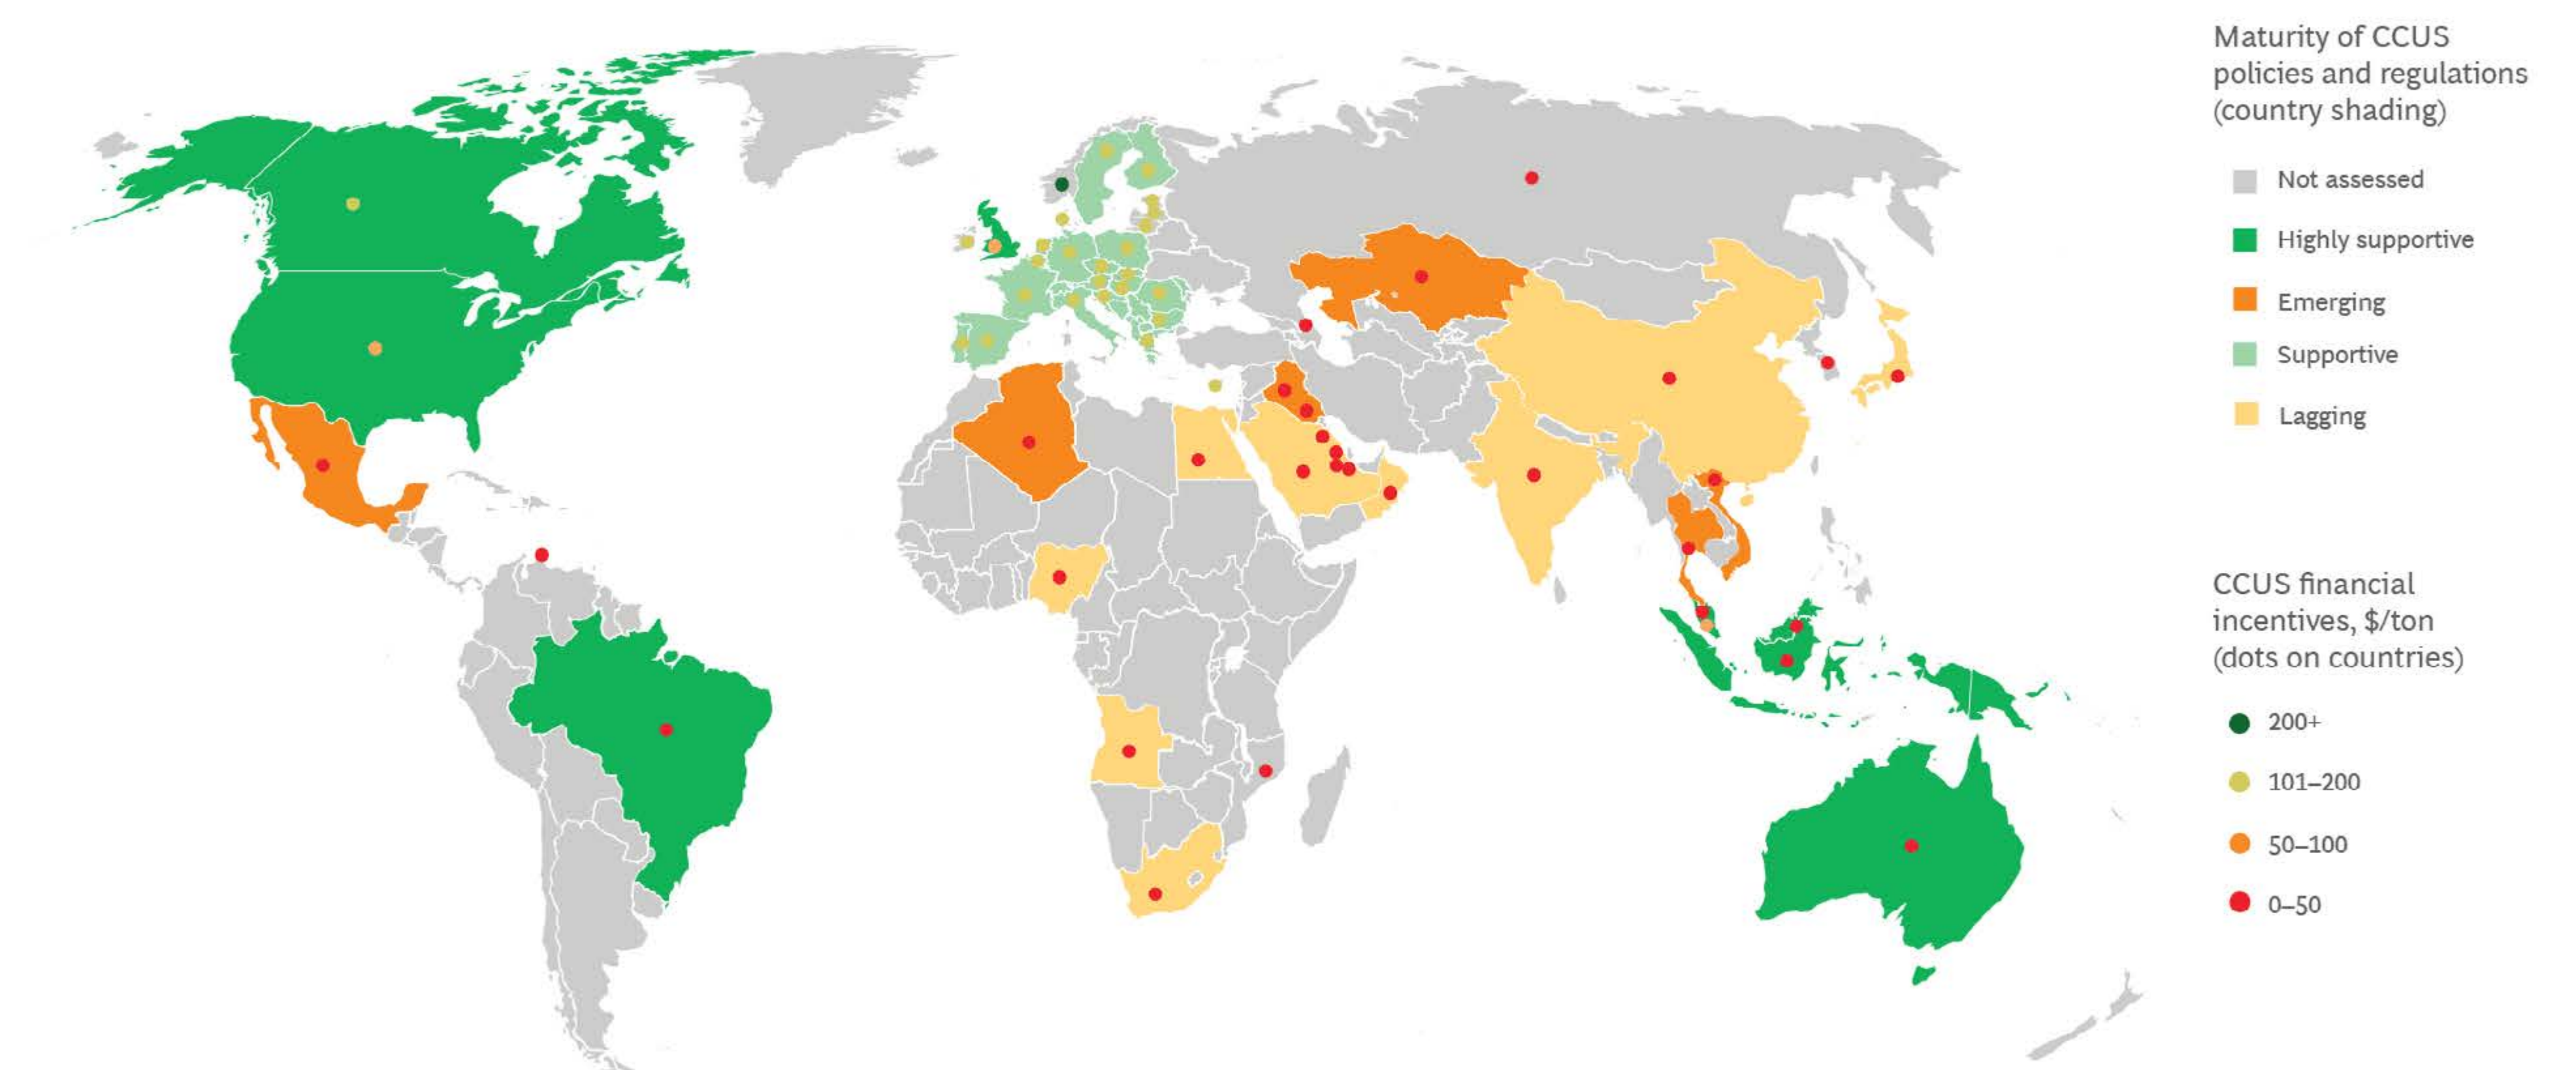 Maturity of CCUS
policies and regulations
(country shading)
Not assessed
Highly supportive
Emerging
Supportive
Lagging
CCUS financial
incentives, $/ton
(dots on countries)
200+
101–200
50–100
0–50